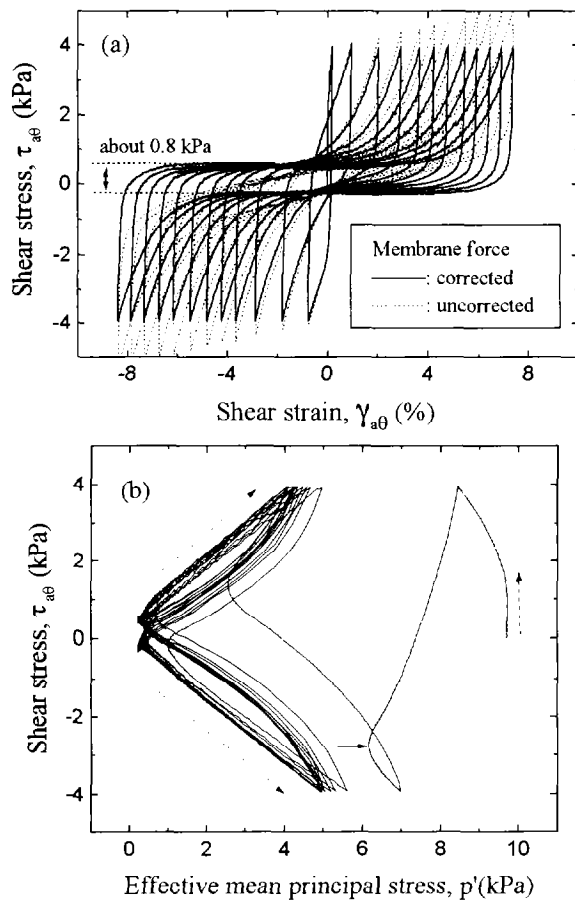 (a)
Shear stress, τaθ (kPa)
4
2
0
-2
-4
about 0.8 kPa
Membrane force
: corrected
: uncorrected
-8 -4 0 4 8
Shear strain, γaθ (%)
(b)
Shear stress, τaθ (kPa)
4
2
0
-2
-4
0 2 4 6 8 10
Effective mean principal stress, p'(kPa)